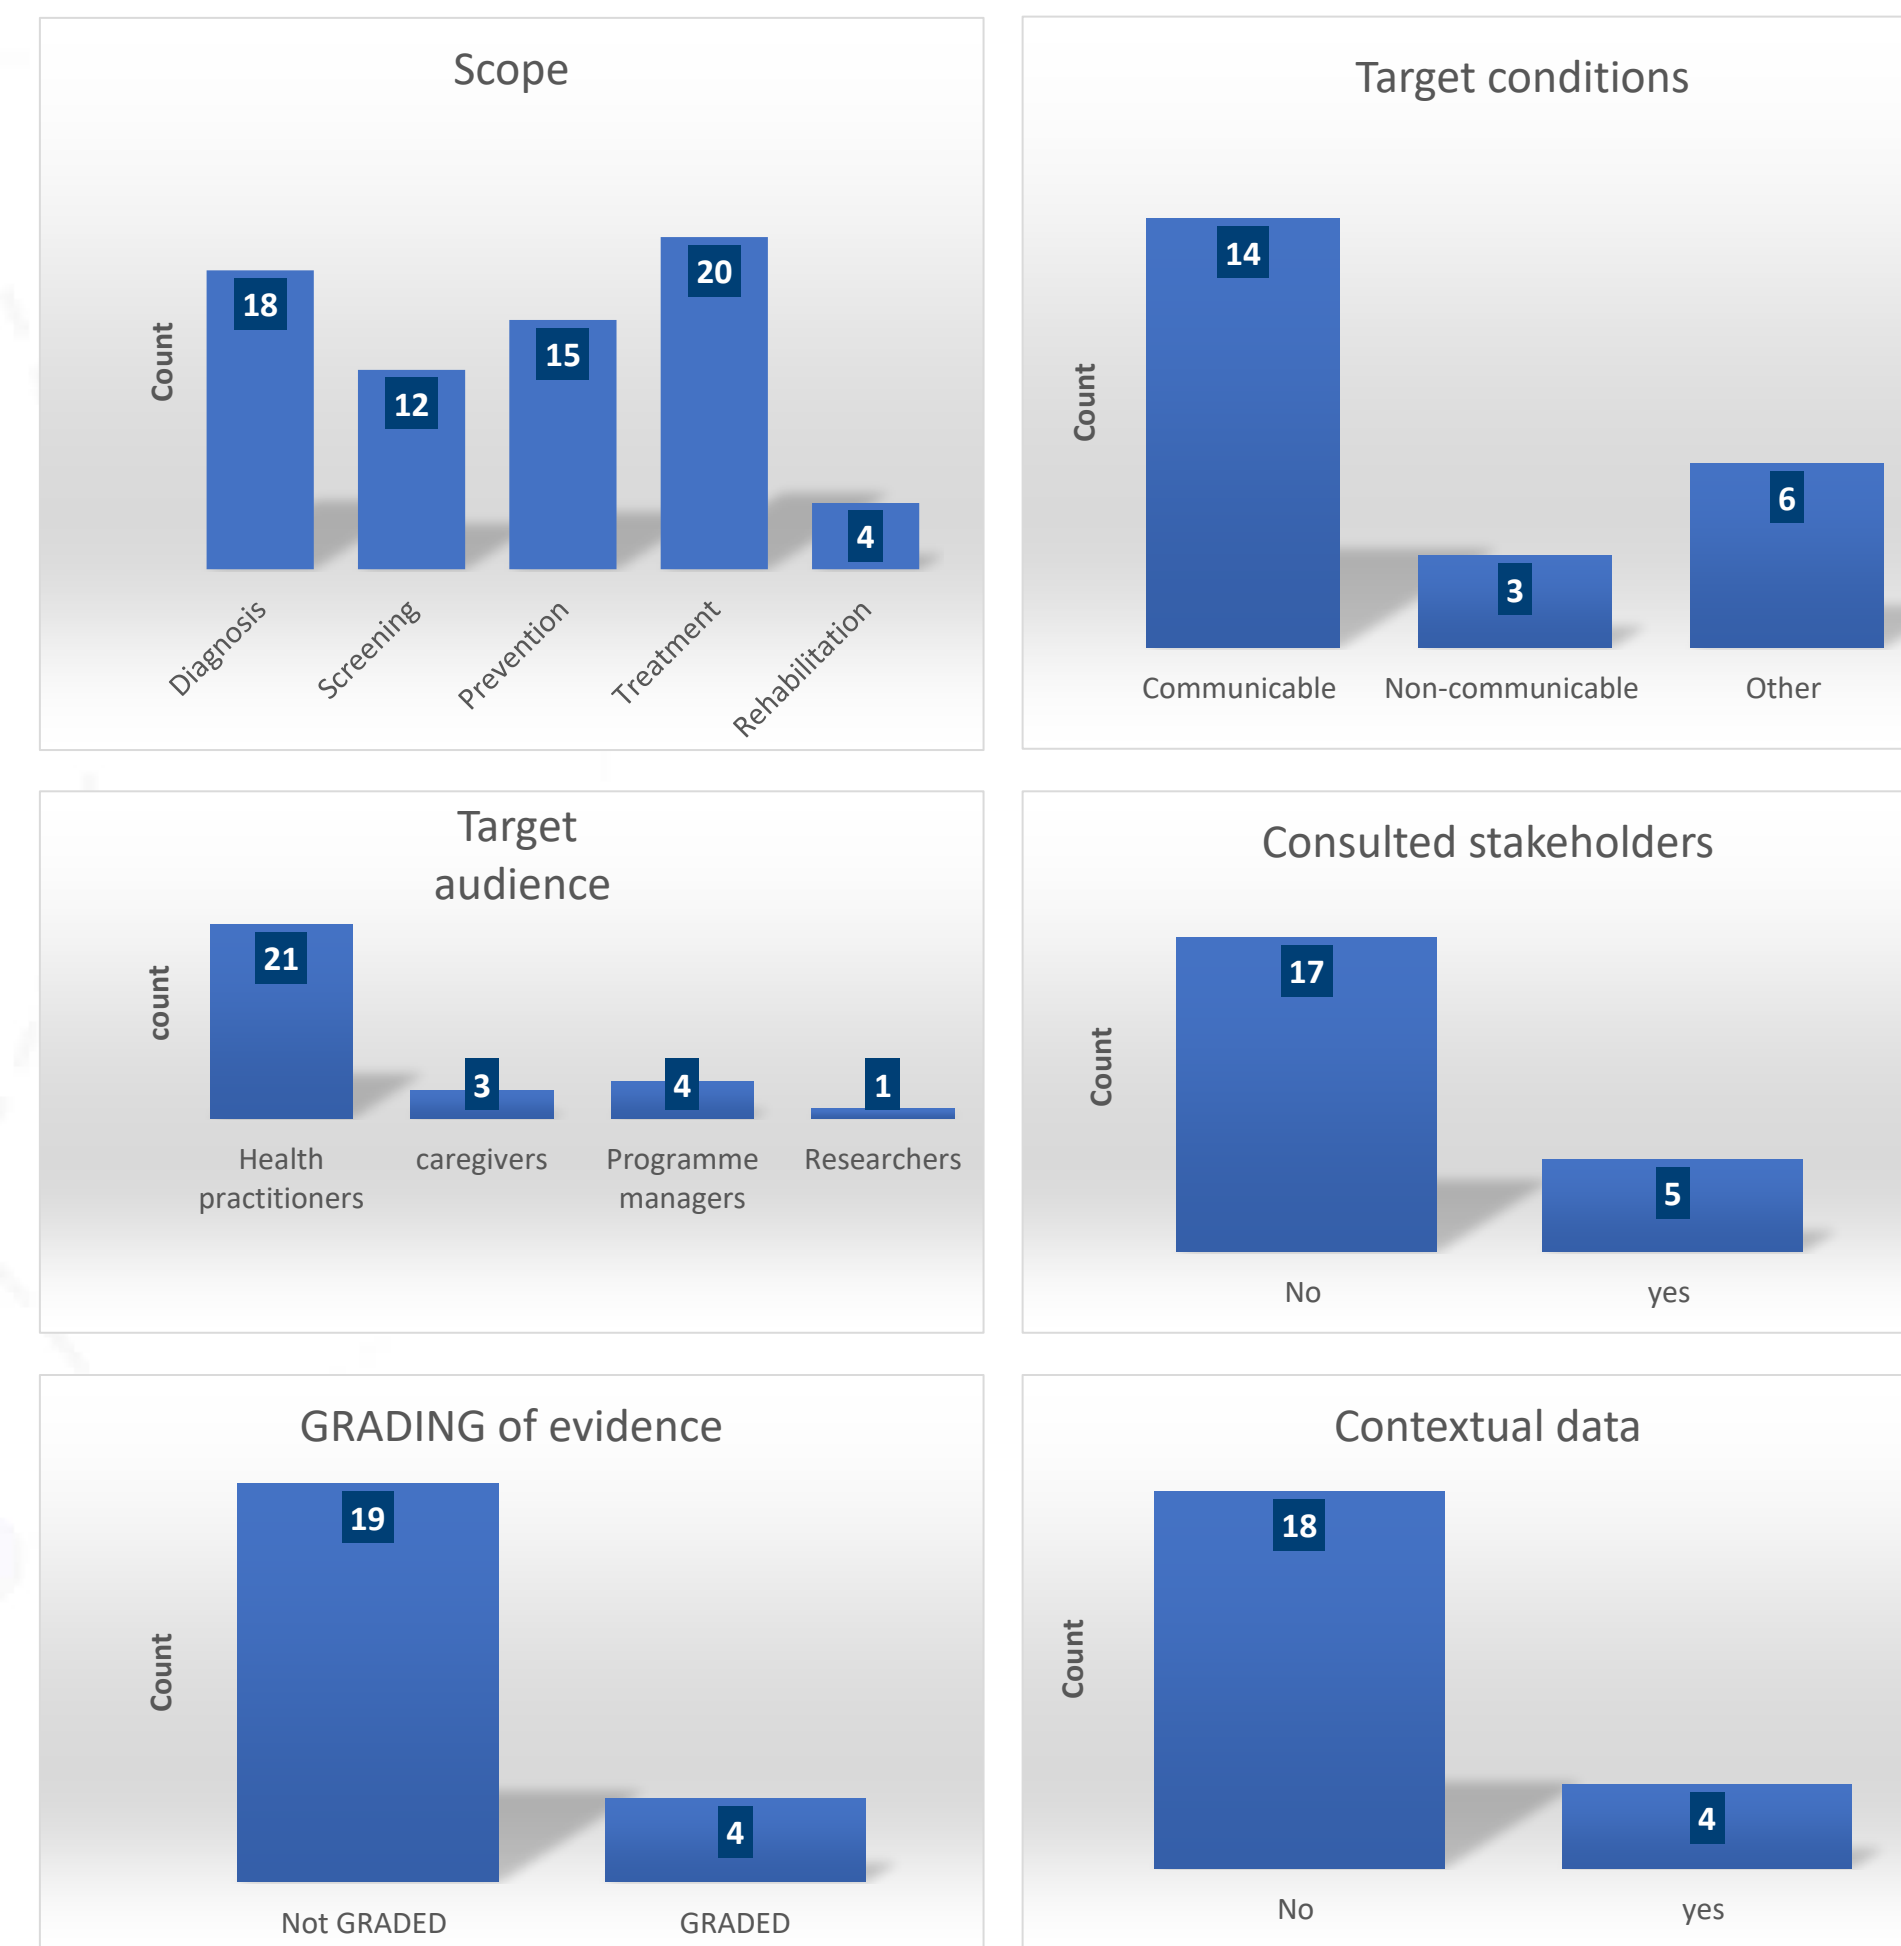 Scope
Count
18
12
15
20
4
Diagnosis
Screening
Prevention
Treatment
Rehabilitation
Target conditions
Count
14
3
6
Communicable
Non-communicable
Other
Target
audience
count
21
3
4
1
Health
practitioners
caregivers
Programme
managers
Researchers
Consulted stakeholders
Count
17
5
No
yes
GRADING of evidence
Count
19
4
Not GRADED
GRADED
Contextual data
Count
18
4
No
yes